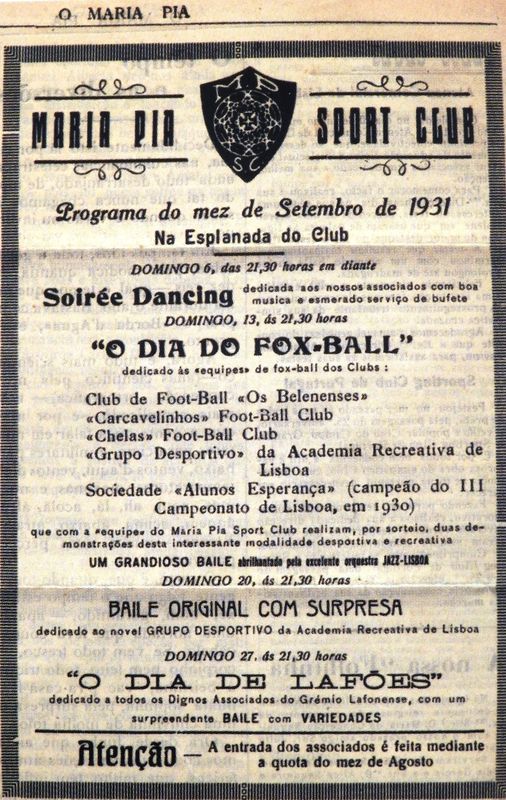 O MARIA PIA
MARIA PIA SPORT CLUB
Programa do mez de Setembro de 1931
Na Esplanada do Club
DOMINGO 6, das 21,30 horas em diante
Soirée Dancing dedicada aos nossos associados com boa
musica e esmerado serviço de bufete
DOMINGO, 13, ás 21,30 horas
"O DIA DO FOX-BALL"
dedicado às «equipes» de fox-ball dos Clubs :
Club de Foot-Ball «Os Belenenses»
«Carcavelinhos» Foot-Ball Club
«Chelas» Foot-Ball Club
«Grupo Desportivo» da Academia Recreativa de
Lisboa
Sociedade «Alunos Esperança» (campeão do III
Campeonato de Lisboa, em 1930)
que com a «equipe» do Maria Pia Sport Club realizam, por sorteio, duas de-
monstrações desta interessante modalidade desportiva e recreativa
UM GRANDIOSO BAILE abrilhantado pela excelente orquestra JAZZ-LISBOA
DOMINGO 20, ás 21,30 horas
BAILE ORIGINAL COM SURPRESA
dedicado ao novel GRUPO DESPORTIVO da Academia Recreativa de Lisboa
DOMINGO 27, ás 21,30 horas
"O DIA DE LAFÕES"
dedicado a todos os Dignos Associados do Grémio Lafonense, com um
surpreendente BAILE com VARIEDADES
Atenção — A entrada dos associados é feita mediante
a quota do mez de Agosto